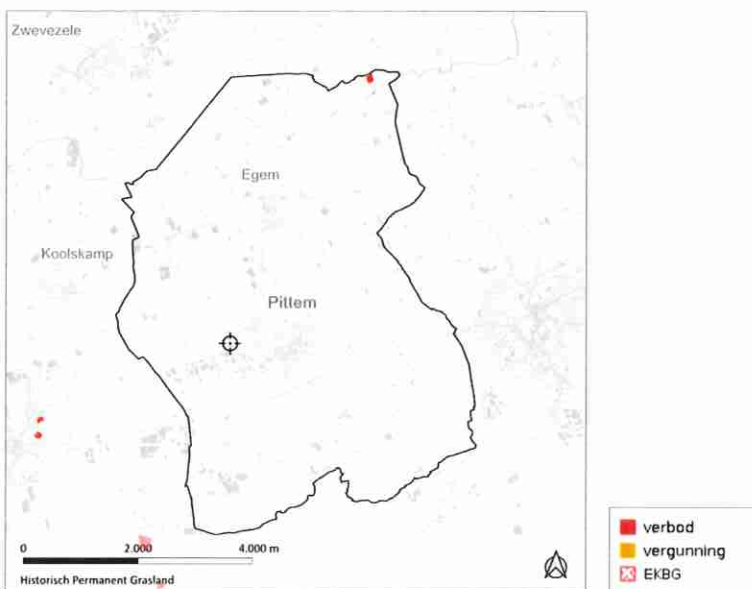 Zwevezele
Egem
Koolskamp
Pittem
0 2.000 4.000 m
Historisch Permanent Grasland
verbod
vergunning
EKBG